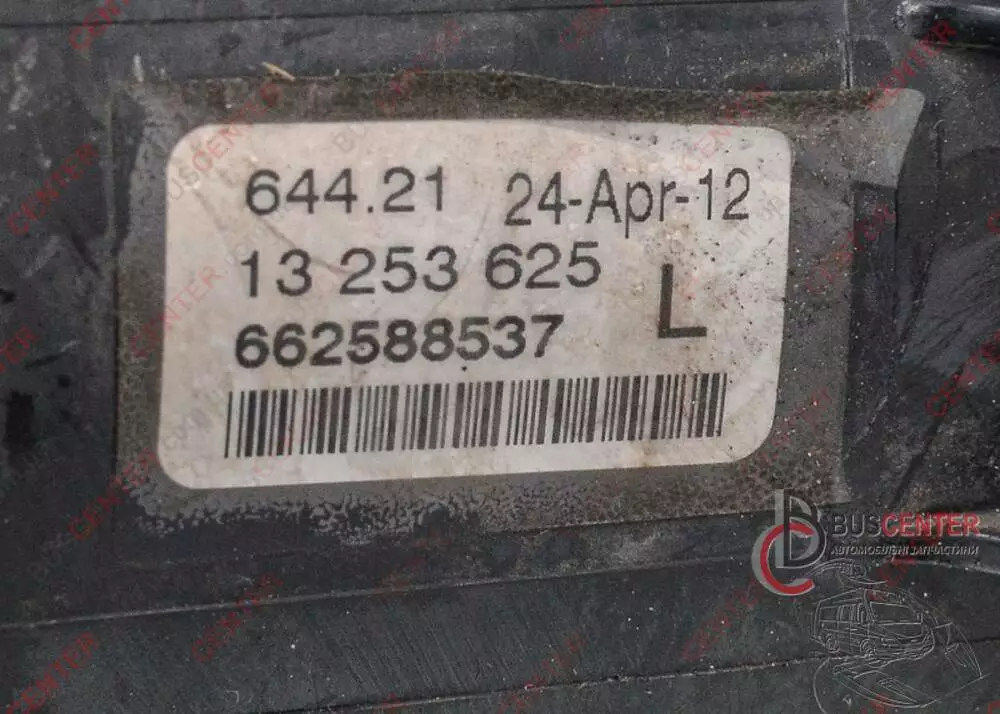 644.21 24-Apr-12
13 253 625
L
662588537
BUSCENTER
АВТОМОБІЛЬНІ ЗАПЧАСТИНИ